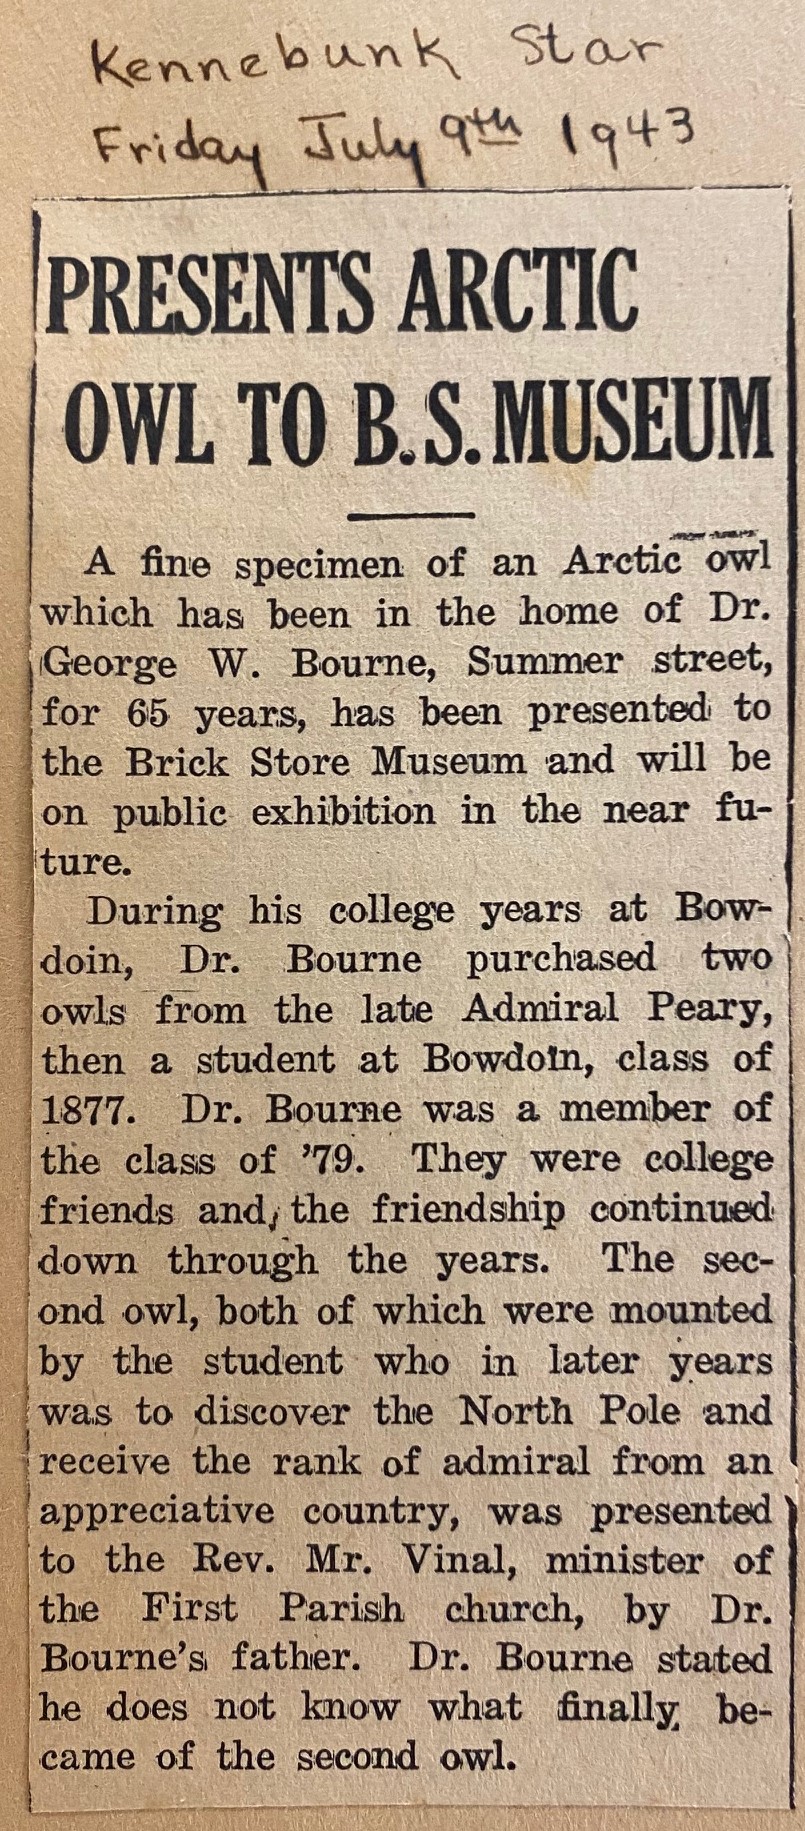 Kennebunk Star
Friday July 9th 1943
PRESENTS ARCTIC
OWL TO B.S. MUSEUM
A fine specimen of an Arctic owl
which has been in the home of Dr.
George W. Bourne, Summer street,
for 65 years, has been presented to
the Brick Store Museum and will be
on public exhibition in the near fu-
ture.
During his college years at Bow-
doin, Dr. Bourne purchased two
owls from the late Admiral Peary,
then a student at Bowdoin, class of
1877. Dr. Bourne was a member of
the class of '79. They were college
friends and, the friendship continued
down through the years. The sec-
ond owl, both of which were mounted
by the student who in later years
was to discover the North Pole and
receive the rank of admiral from an
appreciative country, was presented
to the Rev. Mr. Vinal, minister of
the First Parish church, by Dr.
Bourne's father. Dr. Bourne stated
he does not know what finally be-
came of the second owl.